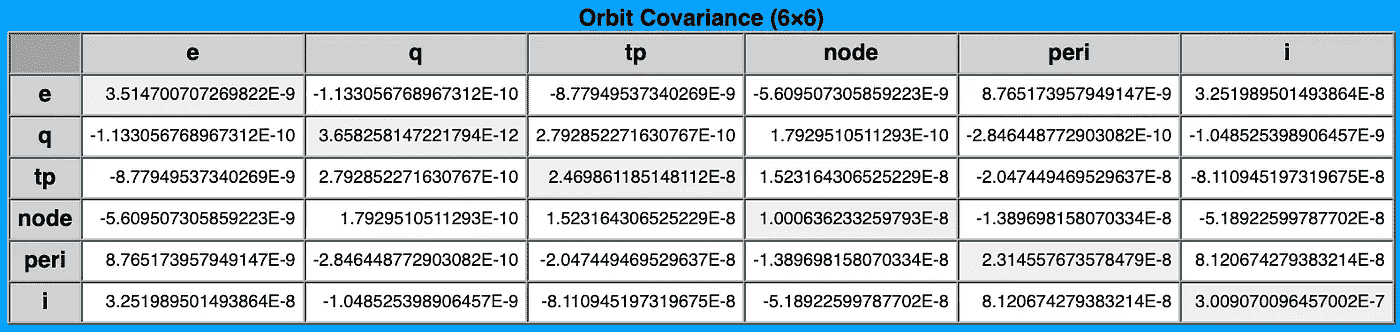 Orbit Covariance (6×6)
e q tp node peri i
e 3.514700707269822E-9 -1.133056768967312E-10 -8.77949537340269E-9 -5.609507305859223E-9 8.765173957949147E-9 3.251989501493864E-8
q -1.133056768967312E-10 3.658258147221794E-12 2.792852271630767E-10 1.7929510511293E-10 -2.846448772903082E-10 -1.048525398906457E-9
tp -8.77949537340269E-9 2.792852271630767E-10 2.469861185148112E-8 1.523164306525229E-8 -2.047449469529637E-8 -8.110945197319675E-8
node -5.609507305859223E-9 1.7929510511293E-10 1.523164306525229E-8 1.000636233259793E-8 -1.389698158070334E-8 -5.18922599787702E-8
peri 8.765173957949147E-9 -2.846448772903082E-10 -2.047449469529637E-8 -1.389698158070334E-8 2.314557673578479E-8 8.120674279383214E-8
i 3.251989501493864E-8 -1.048525398906457E-9 -8.110945197319675E-8 -5.18922599787702E-8 8.120674279383214E-8 3.009070096457002E-7